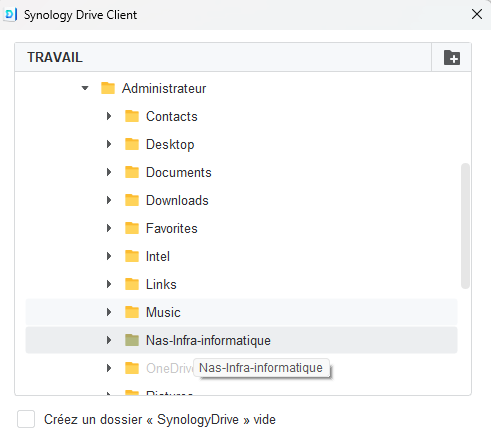 Synology Drive Client
TRAVAIL
Administrateur
Contacts
Desktop
Documents
Downloads
Favorites
Intel
Links
Music
Nas-Infra-informatique
OneDrive
Nas-Infra-informatique
Pictures
Créez un dossier « SynologyDrive » vide